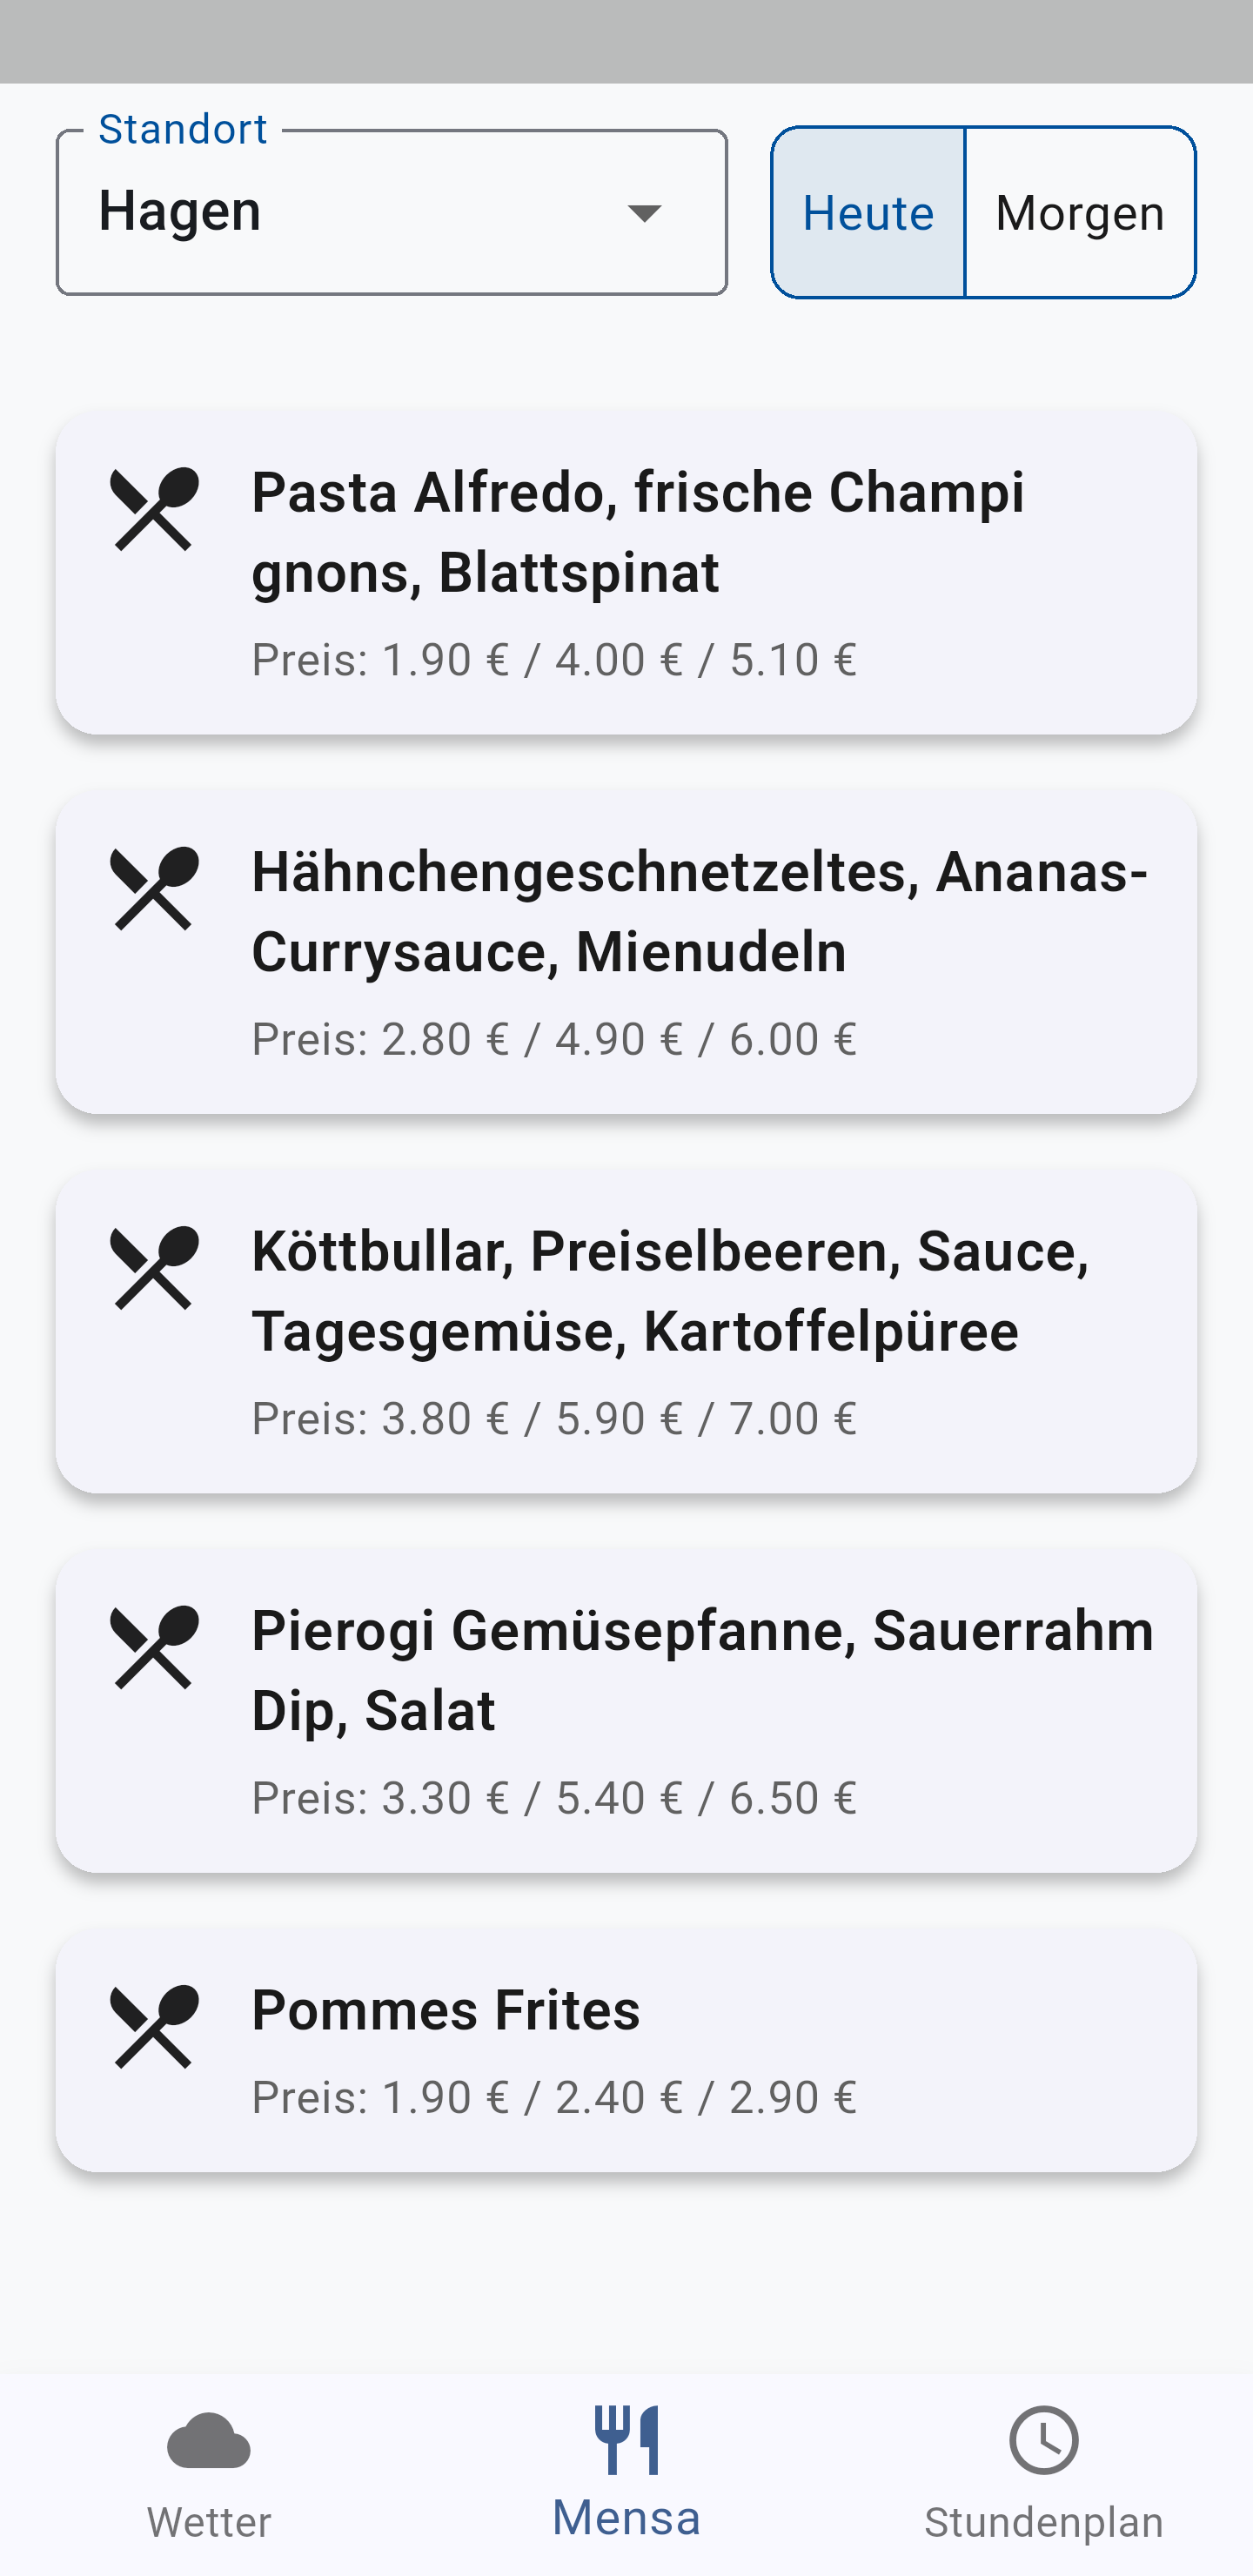 Standort
Hagen
Heute
Morgen
Pasta Alfredo, frische Champi
gnons, Blattspinat
Preis: 1.90 € / 4.00 € / 5.10 €
Hähnchengeschnetzeltes, Ananas-
Currysauce, Mienudeln
Preis: 2.80 € / 4.90 € / 6.00 €
Köttbullar, Preiselbeeren, Sauce,
Tagesgemüse, Kartoffelpüree
Preis: 3.80 € / 5.90 € / 7.00 €
Pierogi Gemüsepfanne, Sauerrahm
Dip, Salat
Preis: 3.30 € / 5.40 € / 6.50 €
Pommes Frites
Preis: 1.90 € / 2.40 € / 2.90 €
Wetter
Mensa
Stundenplan